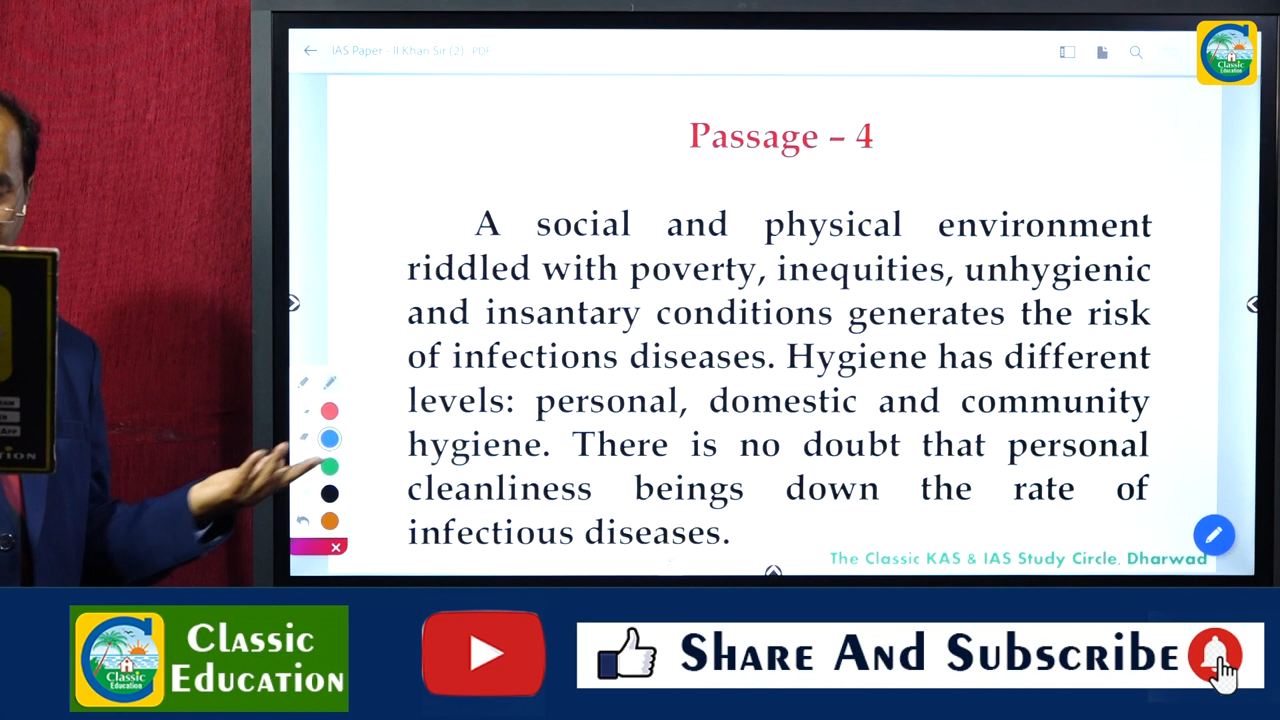 IAS Paper - II Khan Sir (2) PDF
Classic
Education
Passage – 4
A social and physical environment
riddled with poverty, inequities, unhygienic
and insantary conditions generates the risk
of infections diseases. Hygiene has different
levels: personal, domestic and community
hygiene. There is no doubt that personal
cleanliness beings down the rate of
infectious diseases.
The Classic KAS & IAS Study Circle, Dharwad
Classic
Education
Classic
Education
Share And Subscribe